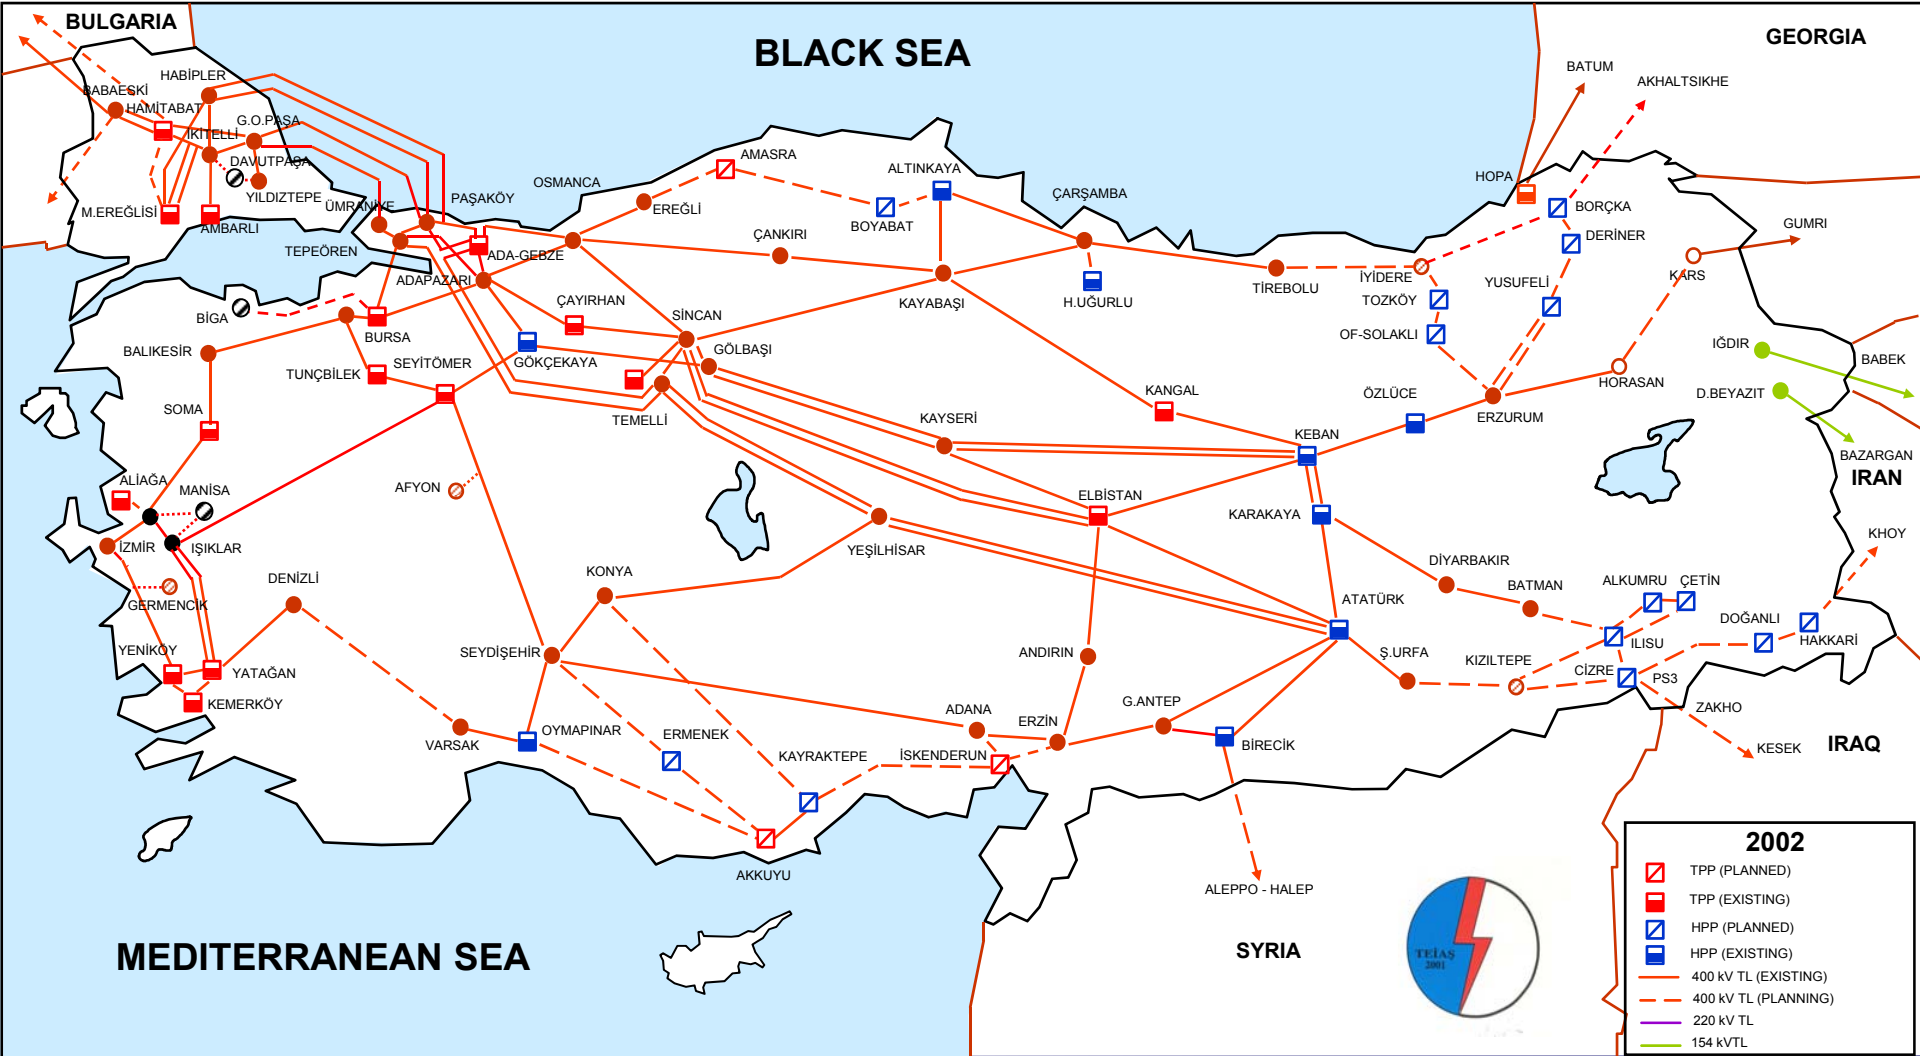 BULGARIA
BLACK SEA
GEORGIA
BATUM
AKHALTSIKHE
HABİPLER
BABAESKİ
HAMİTABAT
G.O.PAŞA
İKİTELLİ
DAVUTPAŞA
YILDIZTEPE
M.EREĞLİSİ
AMBARLI
ÜMRANİYE
PAŞAKÖY
TEPEÖREN
ADA-GEBZE
ADAPAZARI
OSMANCA
EREĞLİ
AMASRA
BOYABAT
ALTINKAYA
ÇARŞAMBA
ÇANKIRI
KAYABAŞI
H.UĞURLU
TİREBOLU
HOPA
BORÇKA
DERİNER
GUMRI
KARS
İYİDERE
TOZKÖY
YUSUFELİ
OF-SOLAKLI
BİGA
BURSA
ÇAYIRHAN
SİNCAN
GÖLBAŞI
BALIKESİR
SEYİTÖMER
GÖKÇEKAYA
TUNÇBİLEK
TEMELLİ
IĞDIR
BABEK
HORASAN
D.BEYAZIT
KANGAL
ÖZLÜCE
ERZURUM
SOMA
KAYSERİ
KEBAN
BAZARGAN
IRAN
ALİAĞA
MANİSA
AFYON
ELBİSTAN
KARAKAYA
İZMİR
IŞIKLAR
YEŞİLHİSAR
KHOY
DİYARBAKIR
DENİZLİ
KONYA
BATMAN
ALKUMRU
ÇETİN
GERMENCİK
ATATÜRK
DOĞANLI
HAKKARİ
YENİKÖY
YATAĞAN
SEYDİŞEHİR
ANDIRIN
Ş.URFA
KIZILTEPE
ILISU
CİZRE
PS3
KEMERKÖY
ADANA
ERZİN
G.ANTEP
ZAKHO
VARSAK
OYMAPINAR
ERMENEK
KAYRAKTEPE
İSKENDERUN
BİRECİK
KESEK
IRAQ
AKKUYU
ALEPPO - HALEP
MEDITERRANEAN SEA
SYRIA
TEİAŞ
2001
2002
TPP (PLANNED)
TPP (EXISTING)
HPP (PLANNED)
HPP (EXISTING)
400 kV TL (EXISTING)
400 kV TL (PLANNING)
220 kV TL
154 kVTL